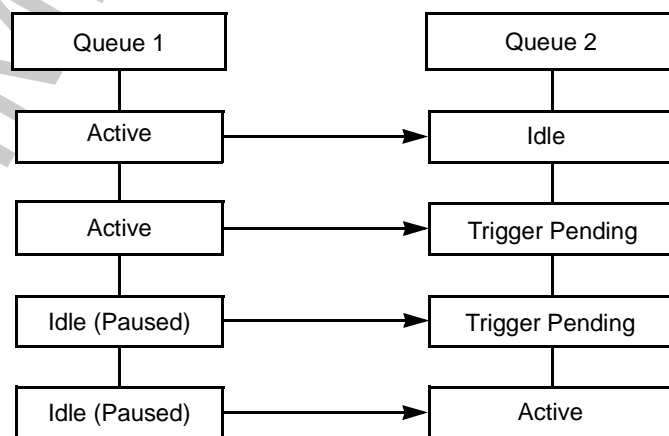 Queue 1 Queue 2
Active Idle
Active Trigger Pending
Idle (Paused) Trigger Pending
Idle (Paused) Active